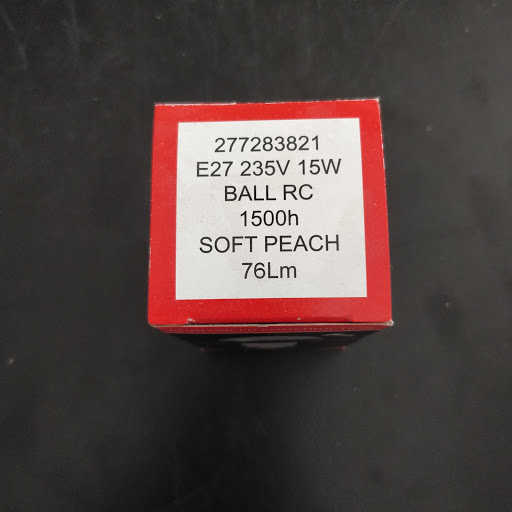 277283821
E27 235V 15W
BALL RC
1500h
SOFT PEACH
76Lm